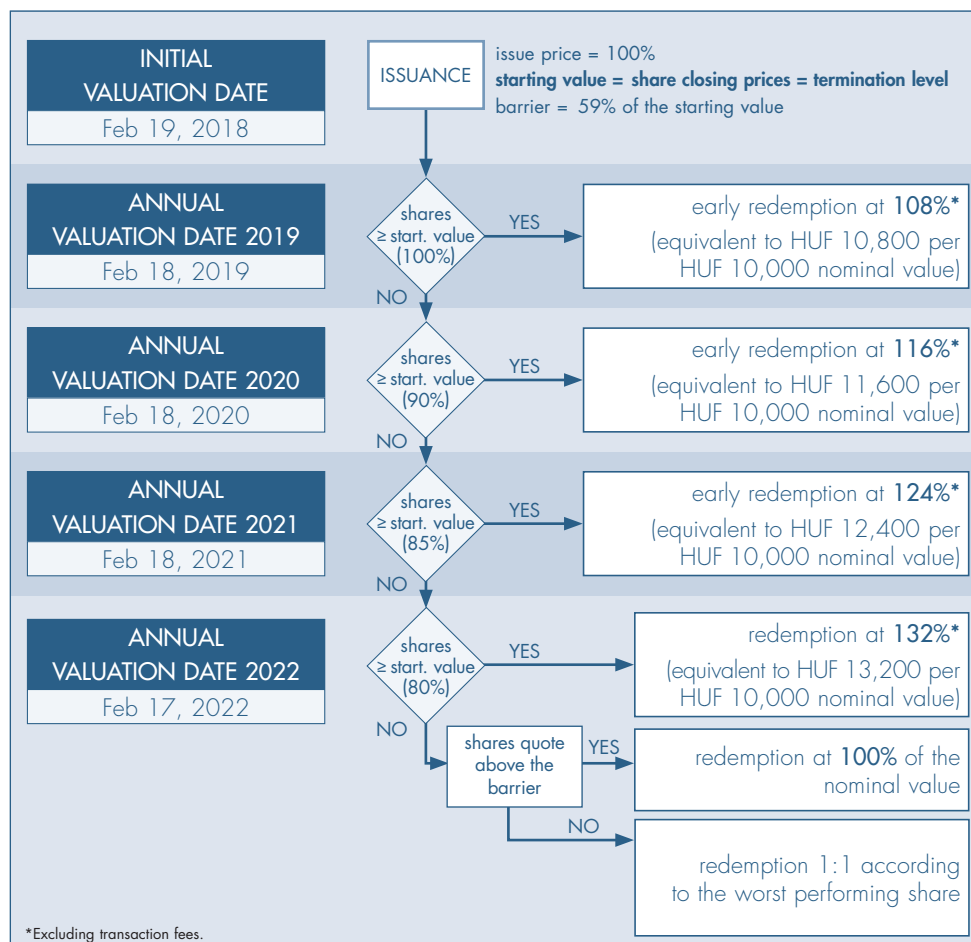 INITIAL
VALUATION DATE
Feb 19, 2018
ISSUANCE
issue price = 100%
starting value = share closing prices = termination level
barrier = 59% of the starting value
ANNUAL
VALUATION DATE 2019
Feb 18, 2019
shares
≥ start. value
(100%)
YES
NO
early redemption at 108%*
(equivalent to HUF 10,800 per
HUF 10,000 nominal value)
ANNUAL
VALUATION DATE 2020
Feb 18, 2020
shares
≥ start. value
(90%)
YES
NO
early redemption at 116%*
(equivalent to HUF 11,600 per
HUF 10,000 nominal value)
ANNUAL
VALUATION DATE 2021
Feb 18, 2021
shares
≥ start. value
(85%)
YES
NO
early redemption at 124%*
(equivalent to HUF 12,400 per
HUF 10,000 nominal value)
ANNUAL
VALUATION DATE 2022
Feb 17, 2022
shares
≥ start. value
(80%)
YES
NO
redemption at 132%*
(equivalent to HUF 13,200 per
HUF 10,000 nominal value)
shares quote
above the
barrier
YES
redemption at 100% of the
nominal value
NO
redemption 1:1 according
to the worst performing share
*Excluding transaction fees.